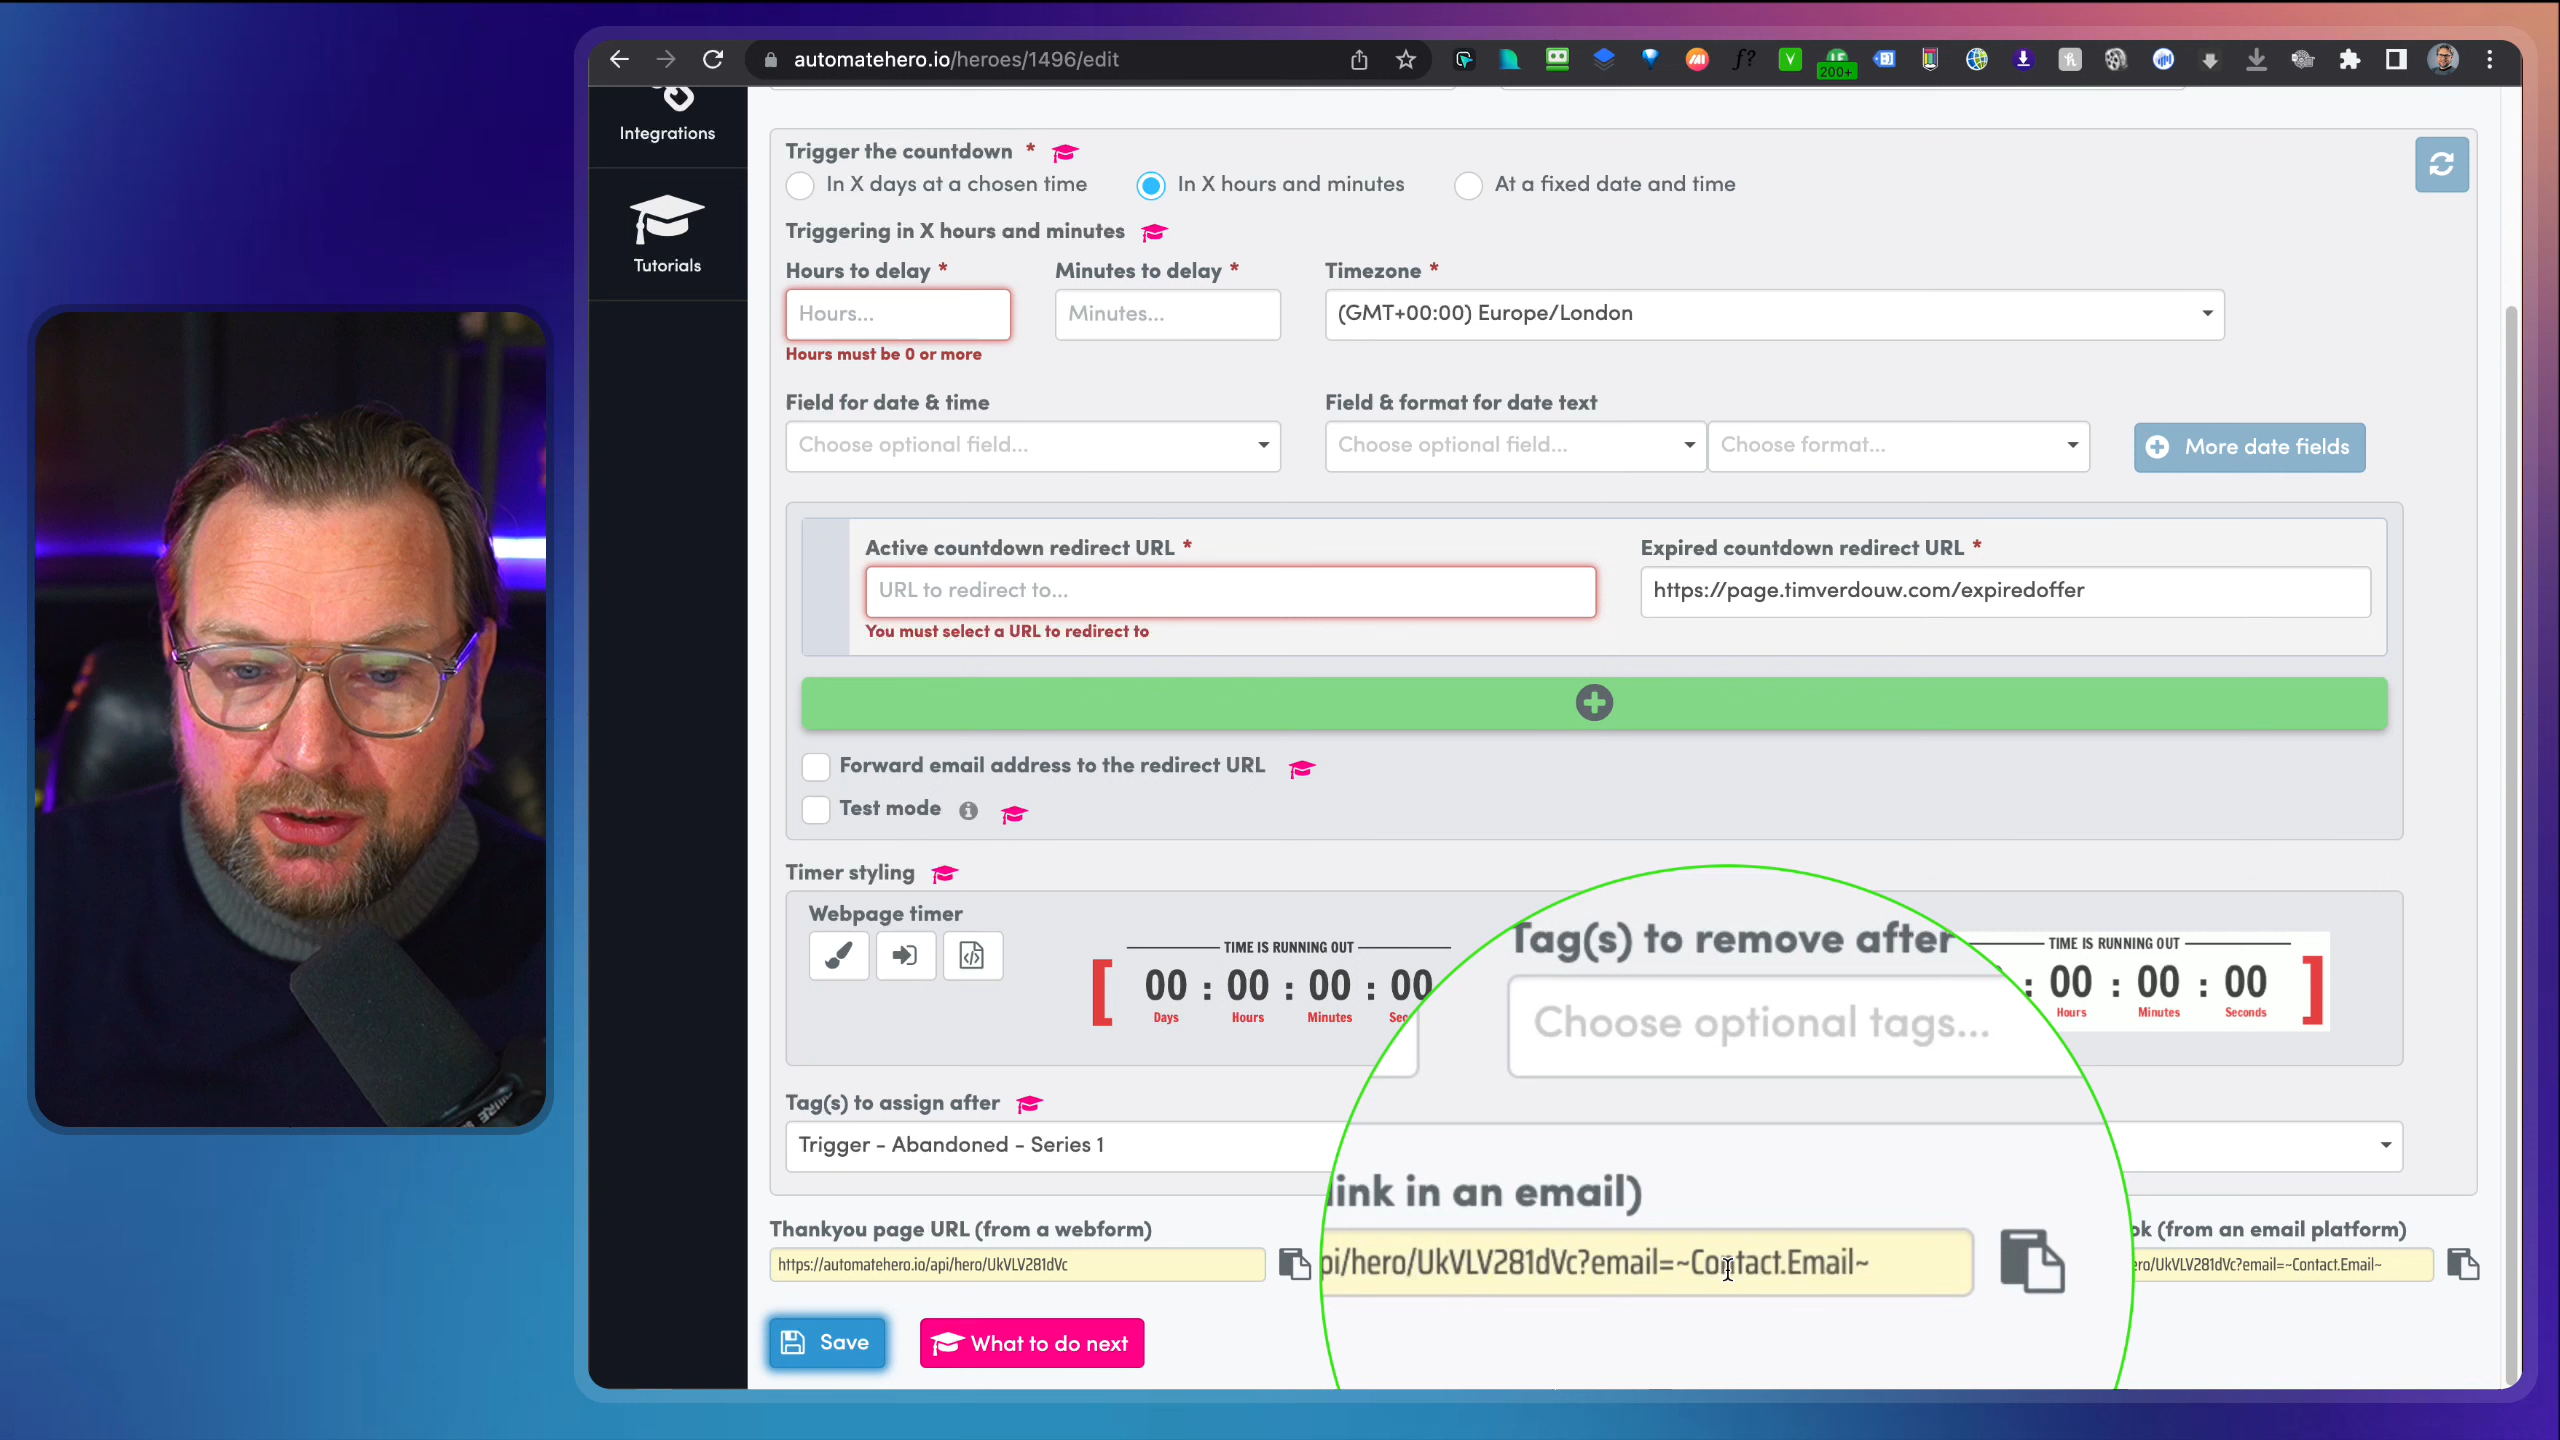 automatehero.io/heroes/1496/edit
200+
Integrations
Tutorials
Trigger the countdown *
In X days at a chosen time
In X hours and minutes
At a fixed date and time
Triggering in X hours and minutes
Hours to delay *
Minutes to delay *
Timezone *
Hours...
Minutes...
(GMT+00:00) Europe/London
Hours must be 0 or more
Field for date & time
Field & format for date text
Choose optional field...
Choose optional field...
Choose format...
More date fields
Active countdown redirect URL *
Expired countdown redirect URL *
URL to redirect to...
https://page.timverdouw.com/expiredoffer
You must select a URL to redirect to
Forward email address to the redirect URL
Test mode
Timer styling
Webpage timer
TIME IS RUNNING OUT
00 : 00 : 00 : 00
Days Hours Minutes Sec
Tag(s) to remove after
Choose optional tags...
TIME IS RUNNING OUT
: 00 : 00 : 00
Hours Minutes Seconds
Tag(s) to assign after
Trigger - Abandoned - Series 1
link in an email)
pi/hero/UkVLV281dVc?email=~Contact.Email~
Thankyou page URL (from a webform)
https://automatehero.io/api/hero/UkVLV281dVc
ok (from an email platform)
ero/UkVLV281dVc?email=~Contact.Email~
Save
What to do next